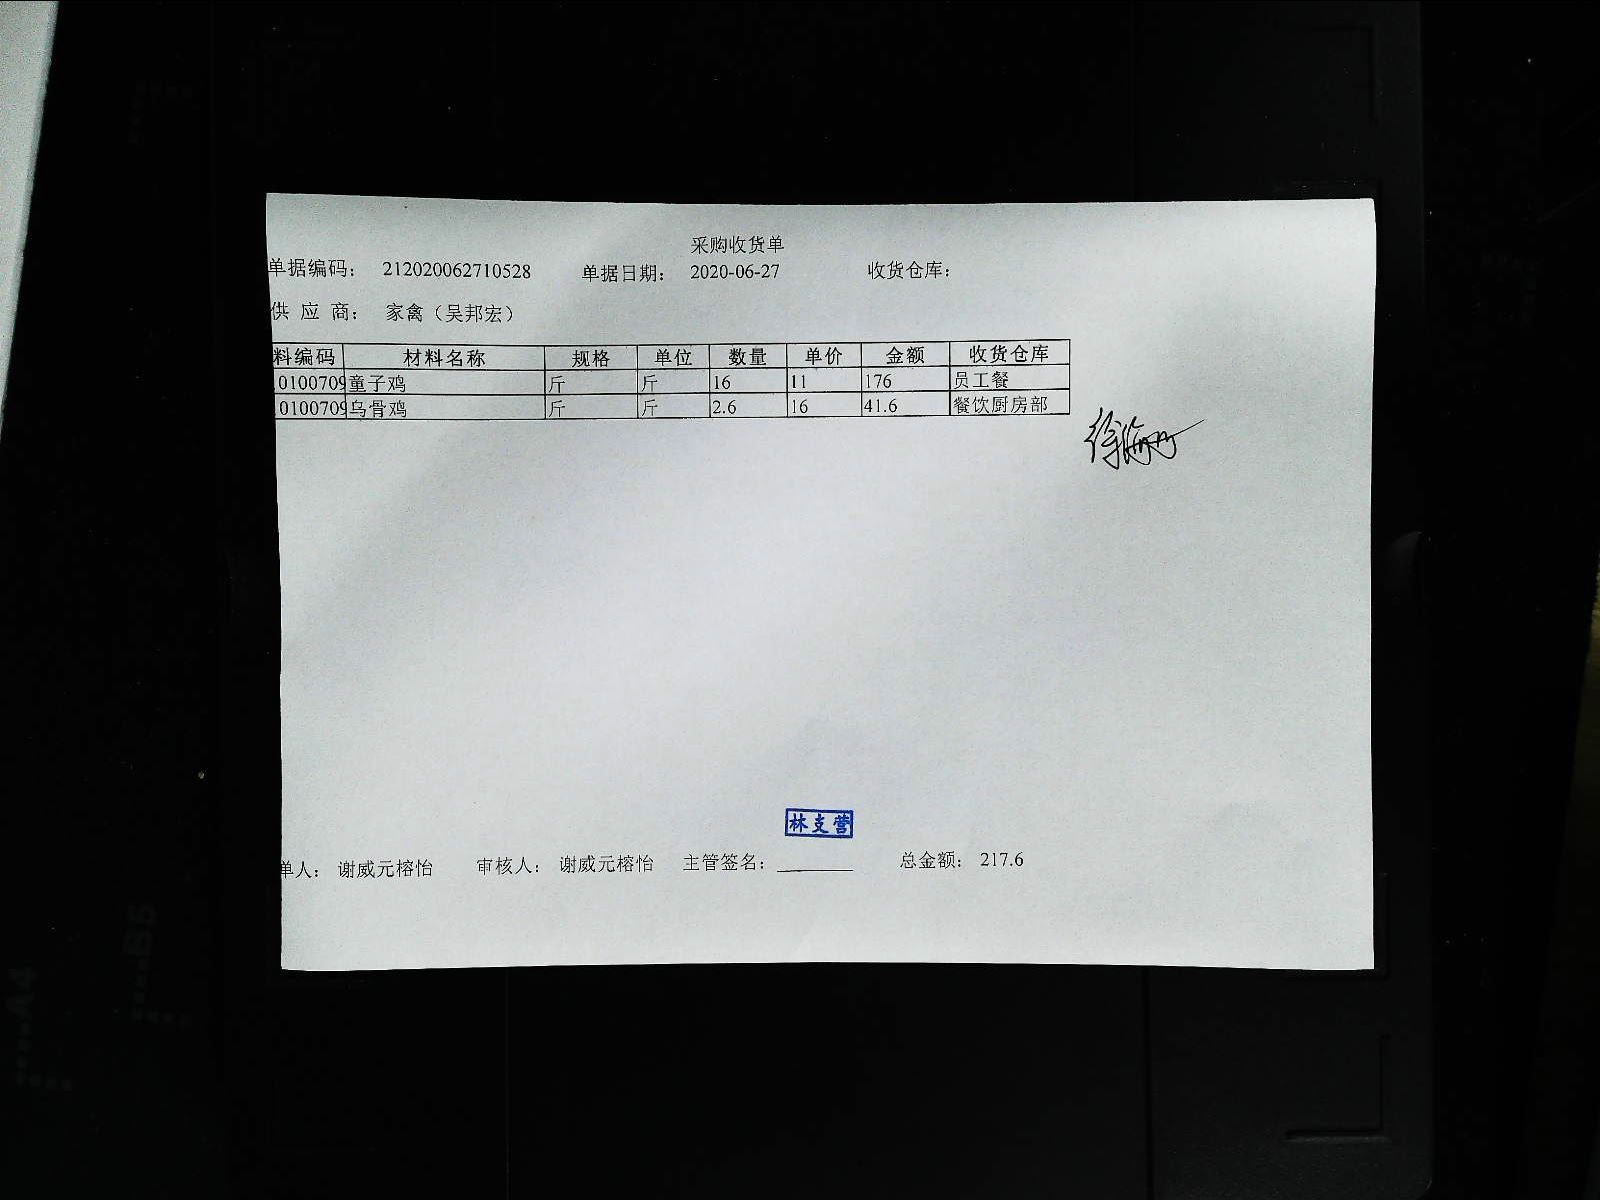 采购收货单
单据编码： 212020062710528 单据日期： 2020-06-27 收货仓库：
供 应 商： 家禽（吴邦宏）
料编码 材料名称 规格 单位 数量 单价 金额 收货仓库
0100709 童子鸡 斤 斤 16 11 176 员工餐
0100709 乌骨鸡 斤 斤 2.6 16 41.6 餐饮厨房部
林支营
单人： 谢威元榕怡 审核人： 谢威元榕怡 主管签名： 总金额： 217.6
B5
A4